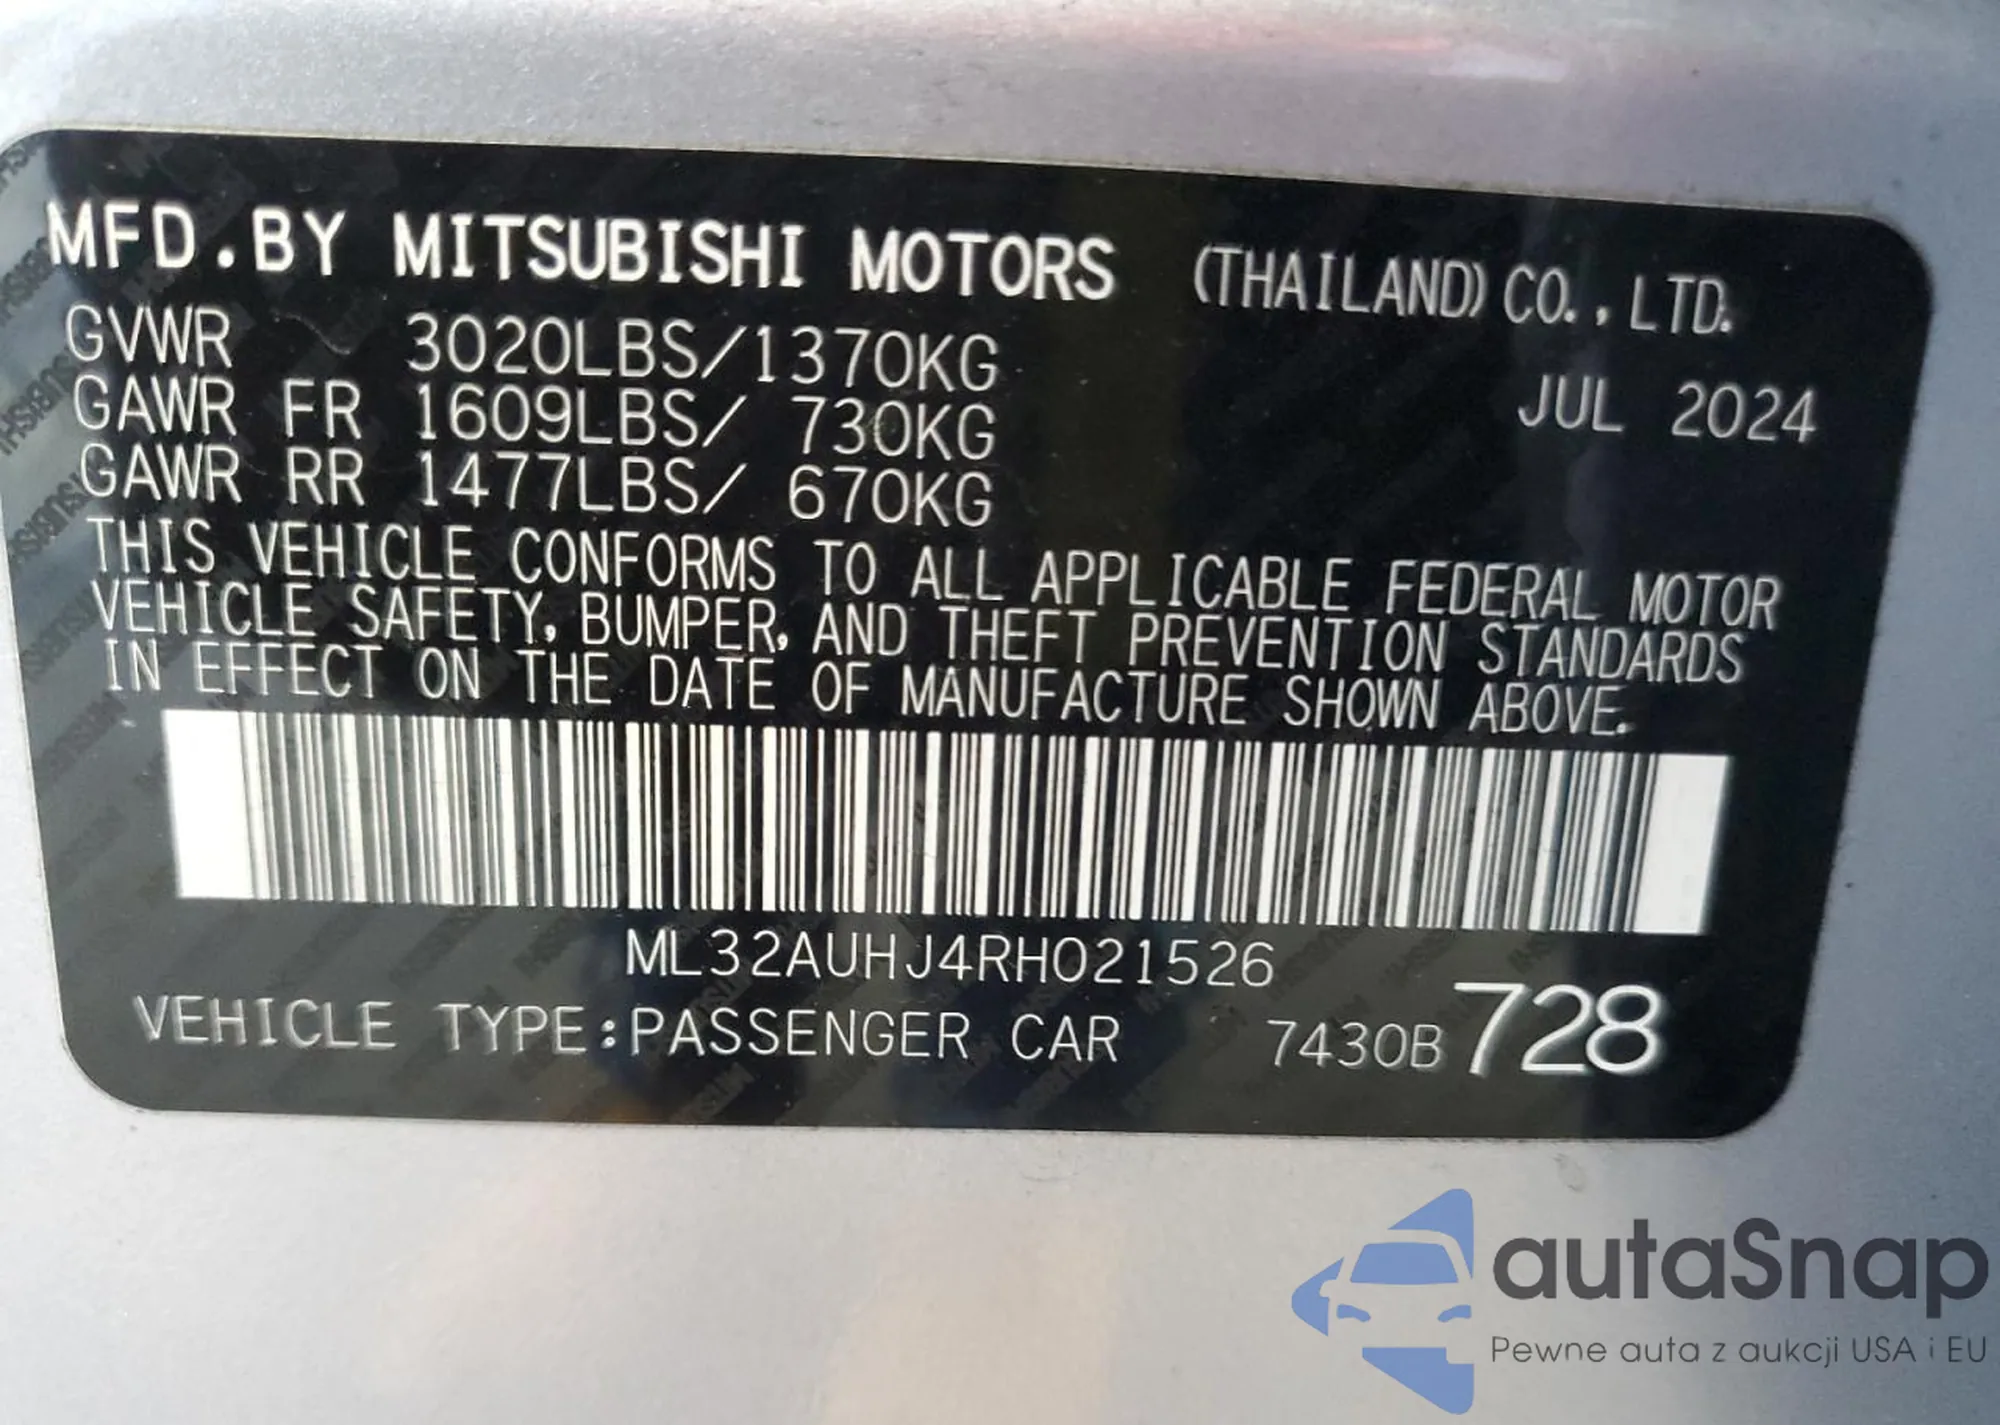 MFD.BY MITSUBISHI MOTORS (THAILAND) CO., LTD.
GVWR 3020LBS/1370KG
JUL 2024
GAWR FR 1609LBS/ 730KG
GAWR RR 1477LBS/ 670KG
THIS VEHICLE CONFORMS TO ALL APPLICABLE FEDERAL MOTOR
VEHICLE SAFETY, BUMPER, AND THEFT PREVENTION STANDARDS
IN EFFECT ON THE DATE OF MANUFACTURE SHOWN ABOVE.
ML32AUHJ4RH021526
VEHICLE TYPE:PASSENGER CAR 7430B 728
autaSnap
Pewne auta z aukcji USA i EU